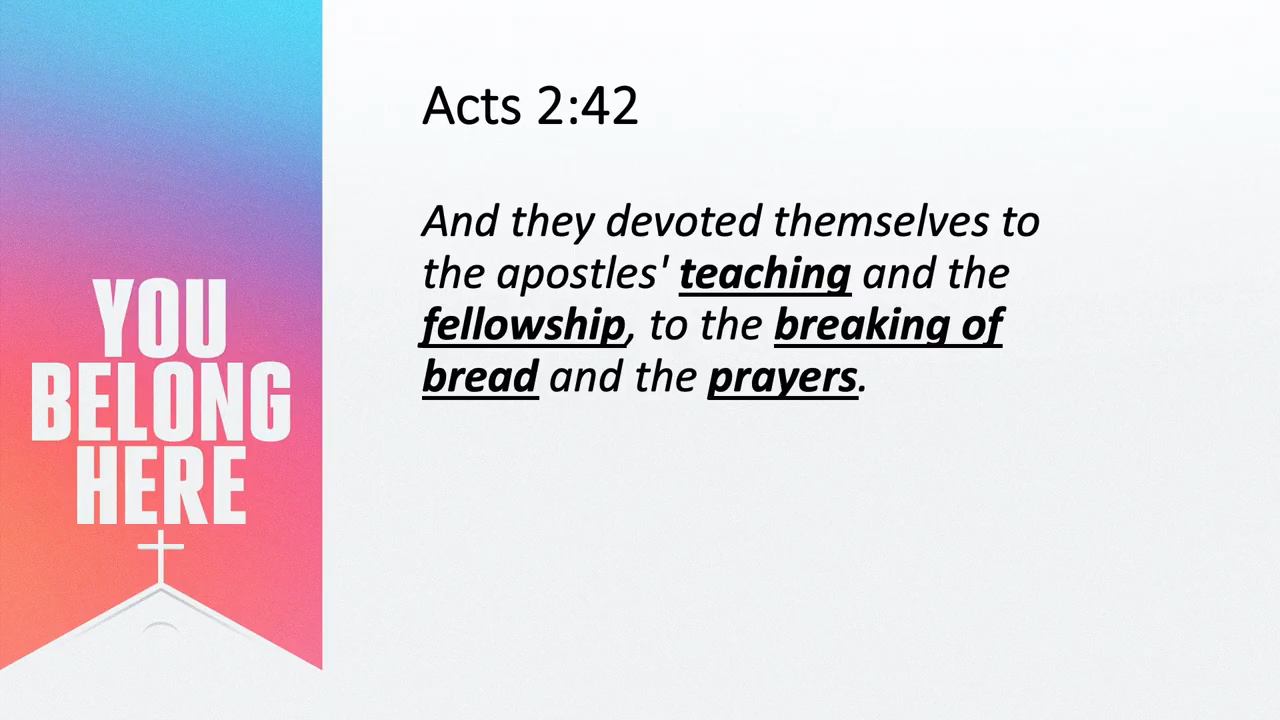 YOU
BELONG
HERE
Acts 2:42
And they devoted themselves to
the apostles' teaching and the
fellowship, to the breaking of
bread and the prayers.